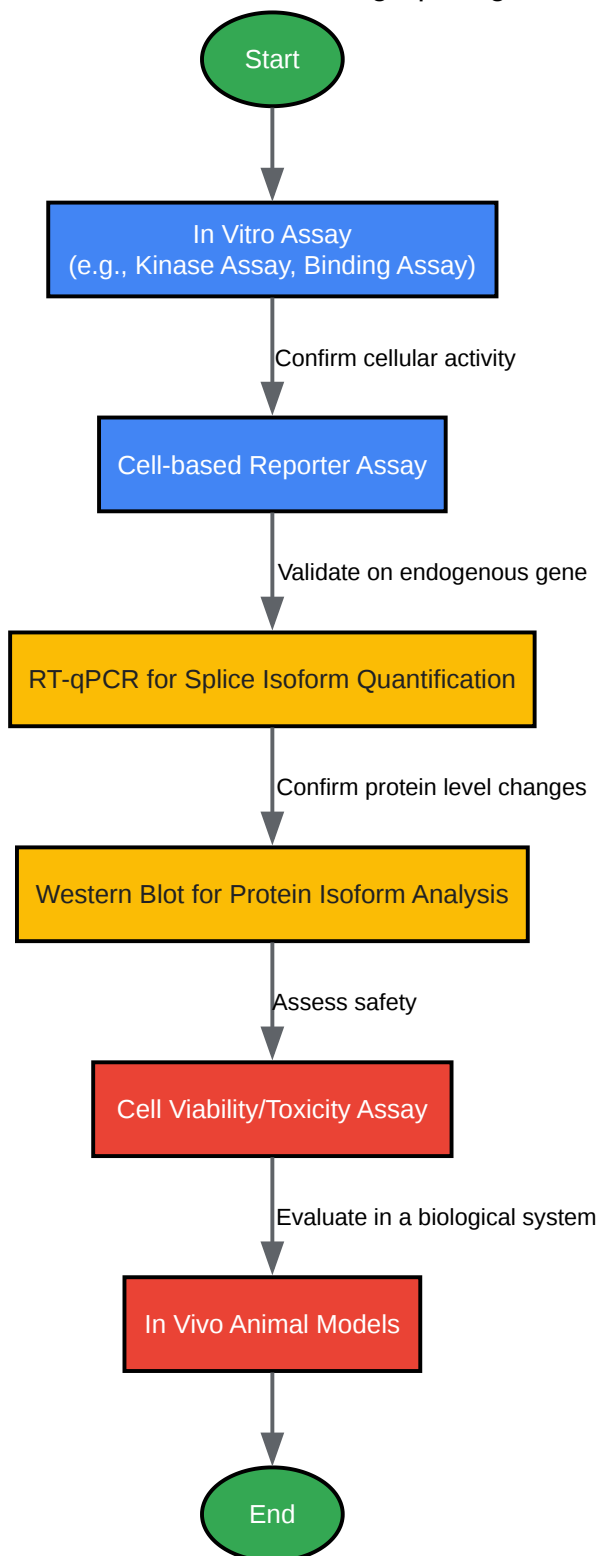 Start
In Vitro Assay
(e.g., Kinase Assay, Binding Assay)
Confirm cellular activity
Cell-based Reporter Assay
Validate on endogenous gene
RT-qPCR for Splice Isoform Quantification
Confirm protein level changes
Western Blot for Protein Isoform Analysis
Assess safety
Cell Viability/Toxicity Assay
Evaluate in a biological system
In Vivo Animal Models
End